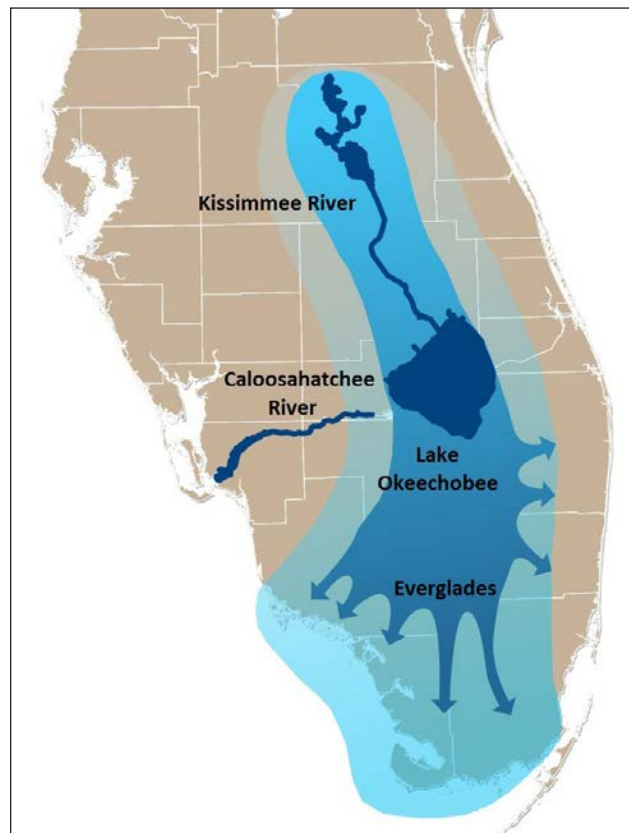 Kissimmee River
Caloosahatchee
River
Lake
Okeechobee
Everglades